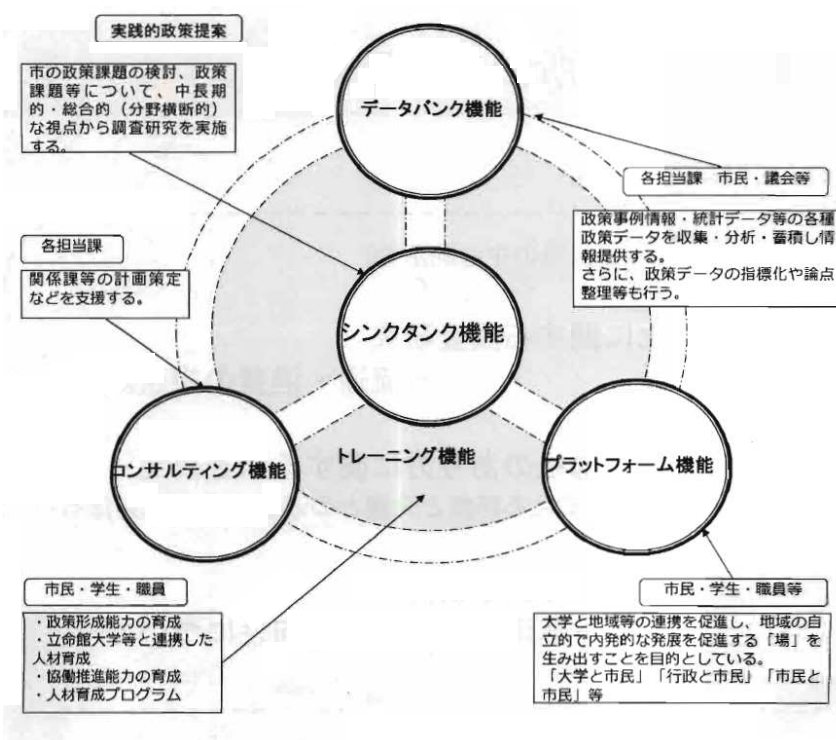 実践的政策提案
市の政策課題の検討、政策
課題等について、中長期
的・総合的（分野横断的）
な視点から調査研究を実施
する。
データバンク機能
各担当課　市民・議会等
政策事例情報・統計データ等の各種
政策データを収集・分析・蓄積し情
報提供する。
さらに、政策データの指標化や論点
整理等も行う。
各担当課
関係課等の計画策定
などを支援する。
シンクタンク機能
コンサルティング機能
トレーニング機能
プラットフォーム機能
市民・学生・職員
・政策形成能力の育成
・立命館大学等と連携した
人材育成
・協働推進能力の育成
・人材育成プログラム
市民・学生・職員等
大学と地域等の連携を促進し、地域の自
立的で内発的な発展を促進する「場」を
生み出すことを目的としている。
「大学と市民」「行政と市民」「市民と
市民」等